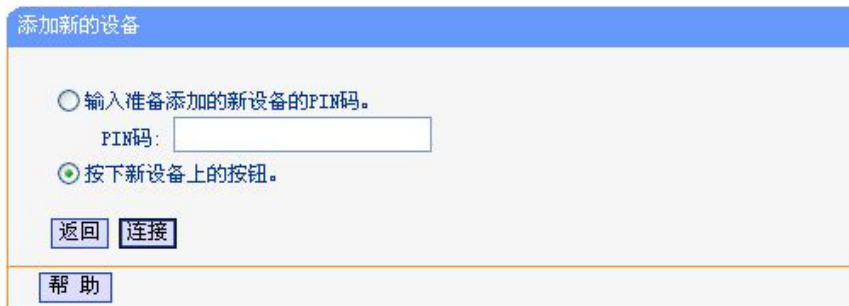 添加新的设备
输入准备添加的新设备的PIN码。
PIN码:
按下新设备上的按钮。
返回 连接
帮 助